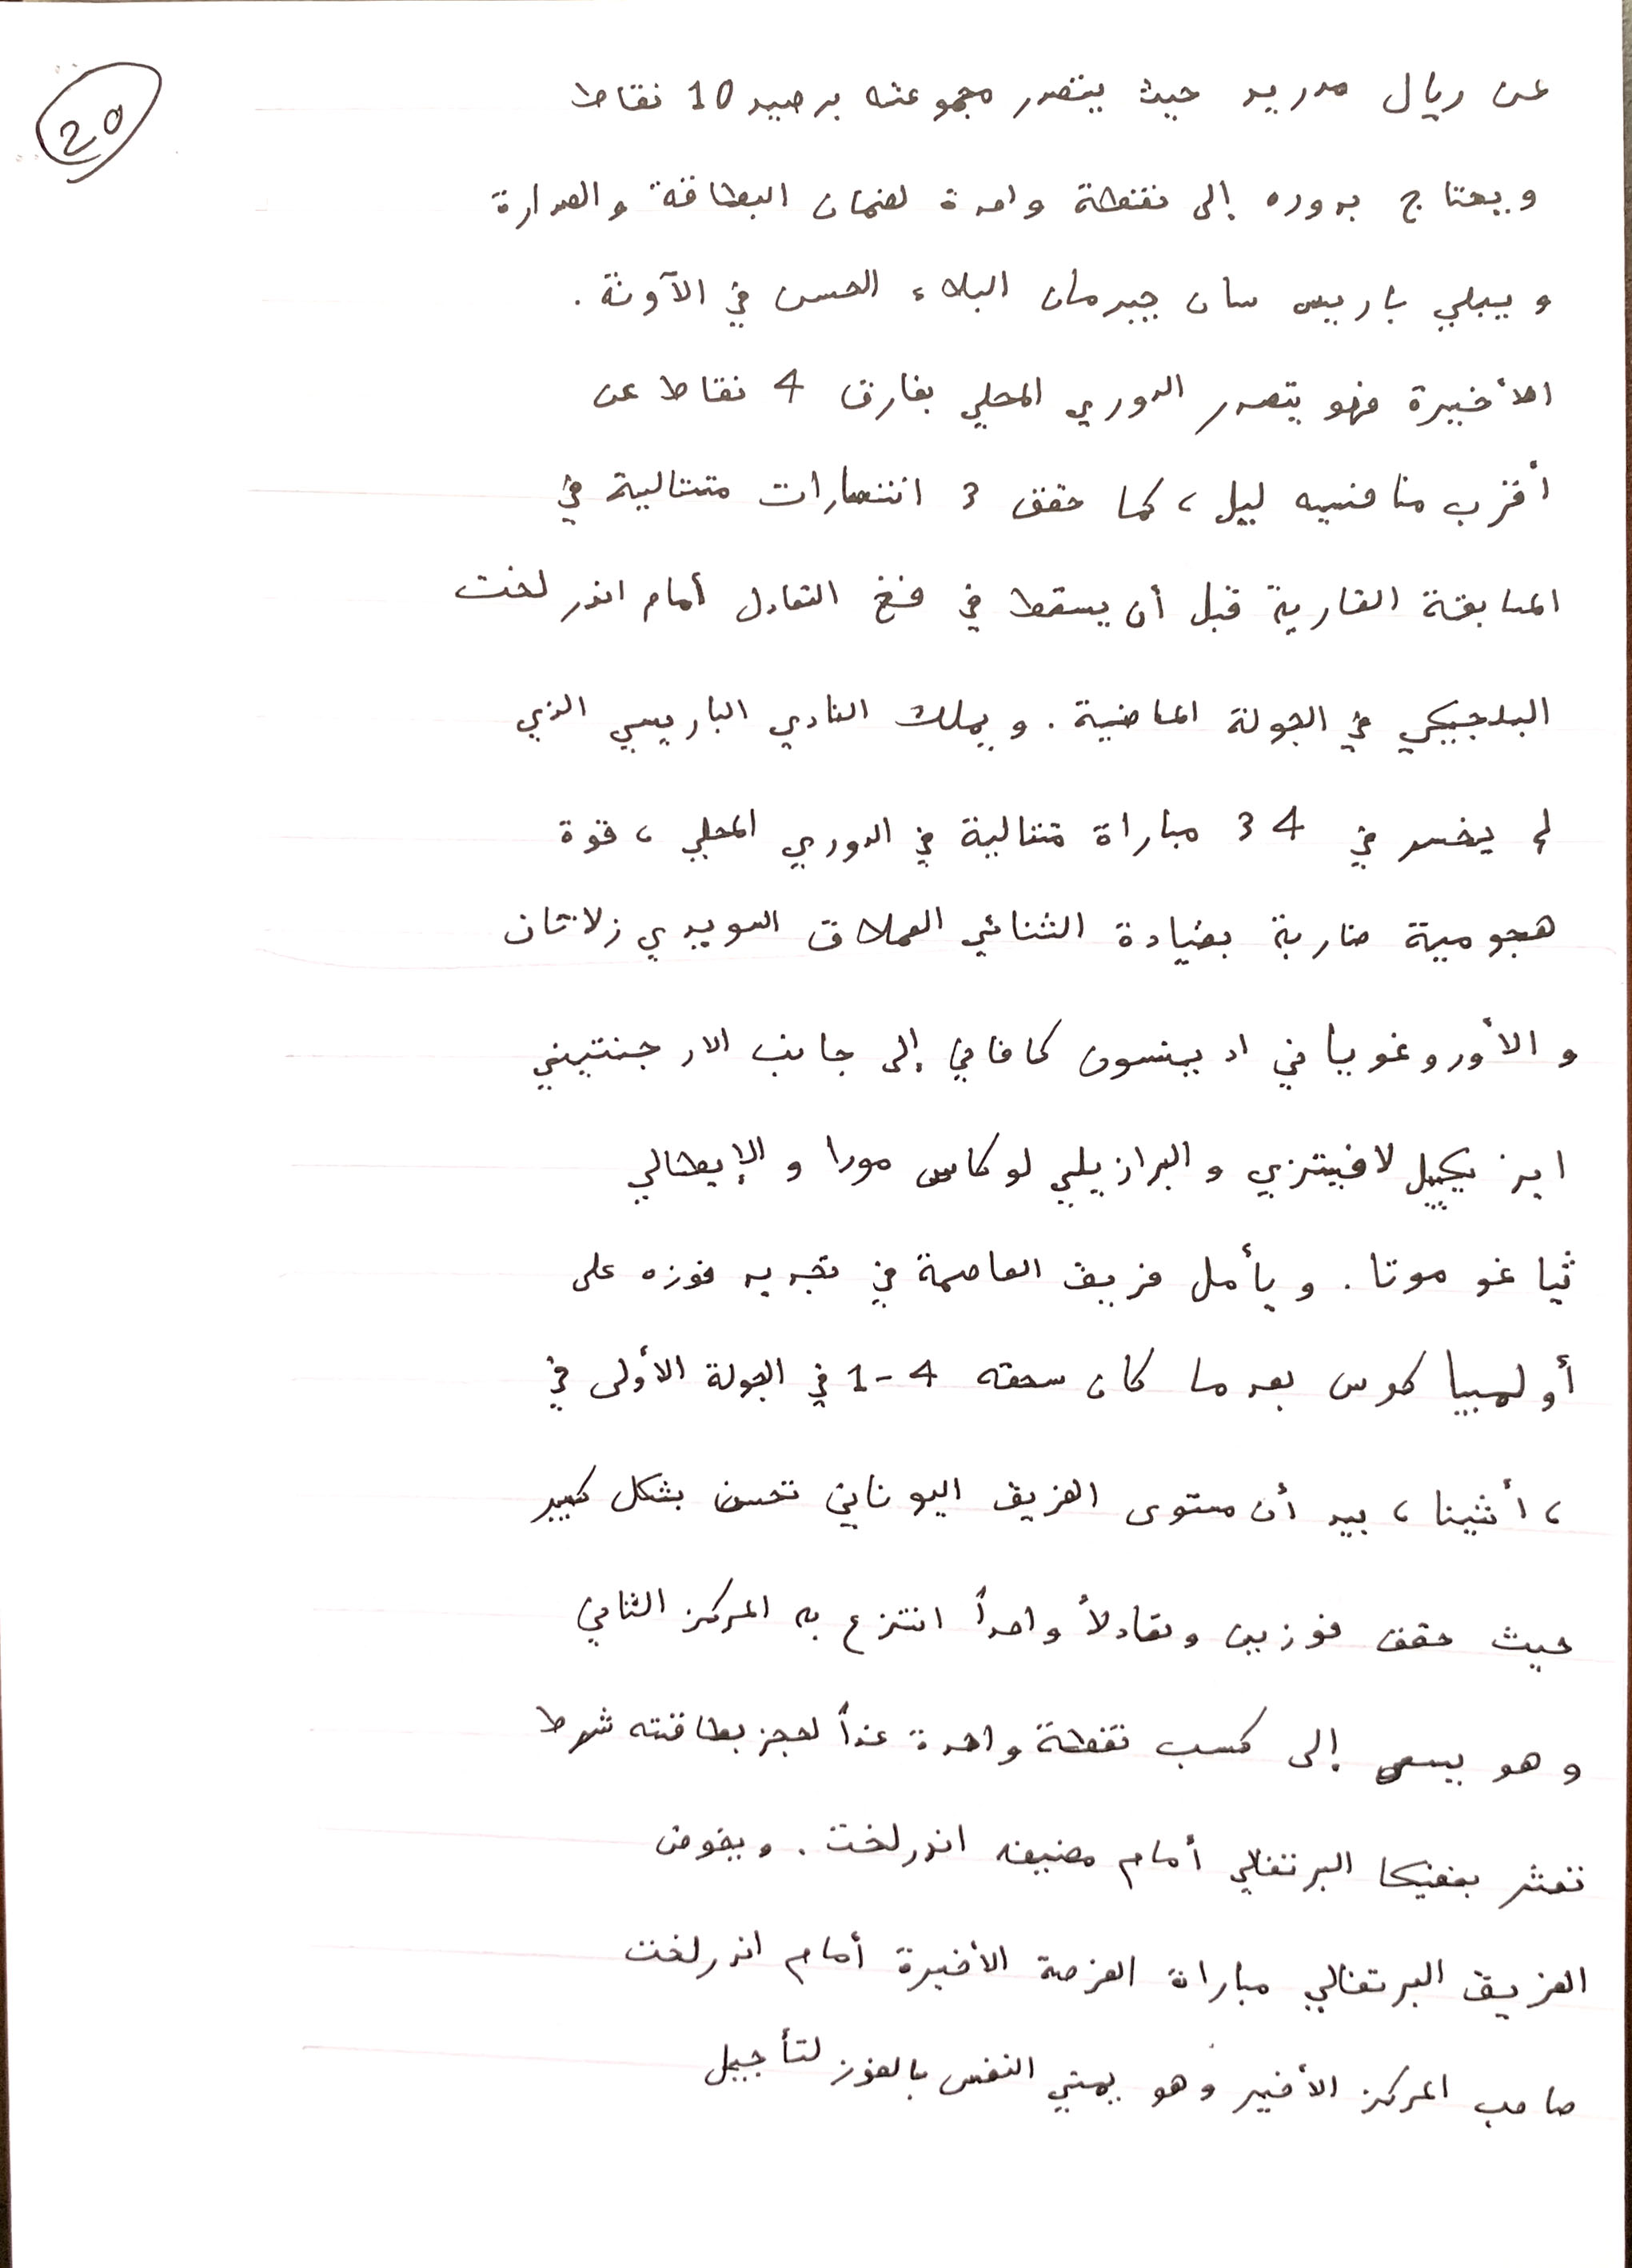 20
عن ريال مدريد حيث يتصدر مجموعته برصيد 10 نقاط
ويحتاج بدوره إلى نقطة واحدة لضمان البطاقة والصدارة
ويبلي باريس سان جيرمان البلاء الحسن في الآونة .
الأخيرة فهو يتصدر الدوري المحلي بفارق 4 نقاط عن
أقرب منافسيه ليل ، كما حقق 3 انتصارات متتالية في
المسابقة القارية قبل أن يسقط في فخ التعادل أمام اندرلخت
البلجيكي في الجولة الماضية . ويملك النادي الباريسي الذي
لم يخسر في 34 مباراة متتالية في الدوري المحلي ، قوة
هجومية ضاربة بقيادة الثنائي العملاق السويدي زلاتان
والأوروغوياني ادينسون كافاني إلى جانب الارجنتيني
ايزيكييل لافيتزي والبرازيلي لوكاس مورا والإيطالي
ثياغو موتا . ويأمل فريق العاصمة في تجديد فوزه على
أولمبياكوس بعدما كان سحقه 4-1 في الجولة الأولى في
، أثينا ، بيد أن مستوى الفريق اليوناني تحسن بشكل كبير
حيث حقق فوزين وتعادلاً واحداً انتزع به المركز الثاني
وهو يسعى إلى كسب نقطة واحدة غداً لحجز بطاقته شرط
تعثر بنفيكا البرتغالي أمام مضيفه اندرلخت . ويخوض
الفريق البرتغالي مباراة الفرصة الأخيرة أمام اندرلخت
صاحب المركز الأخير وهو يمني النفس بالفوز لتأجيل